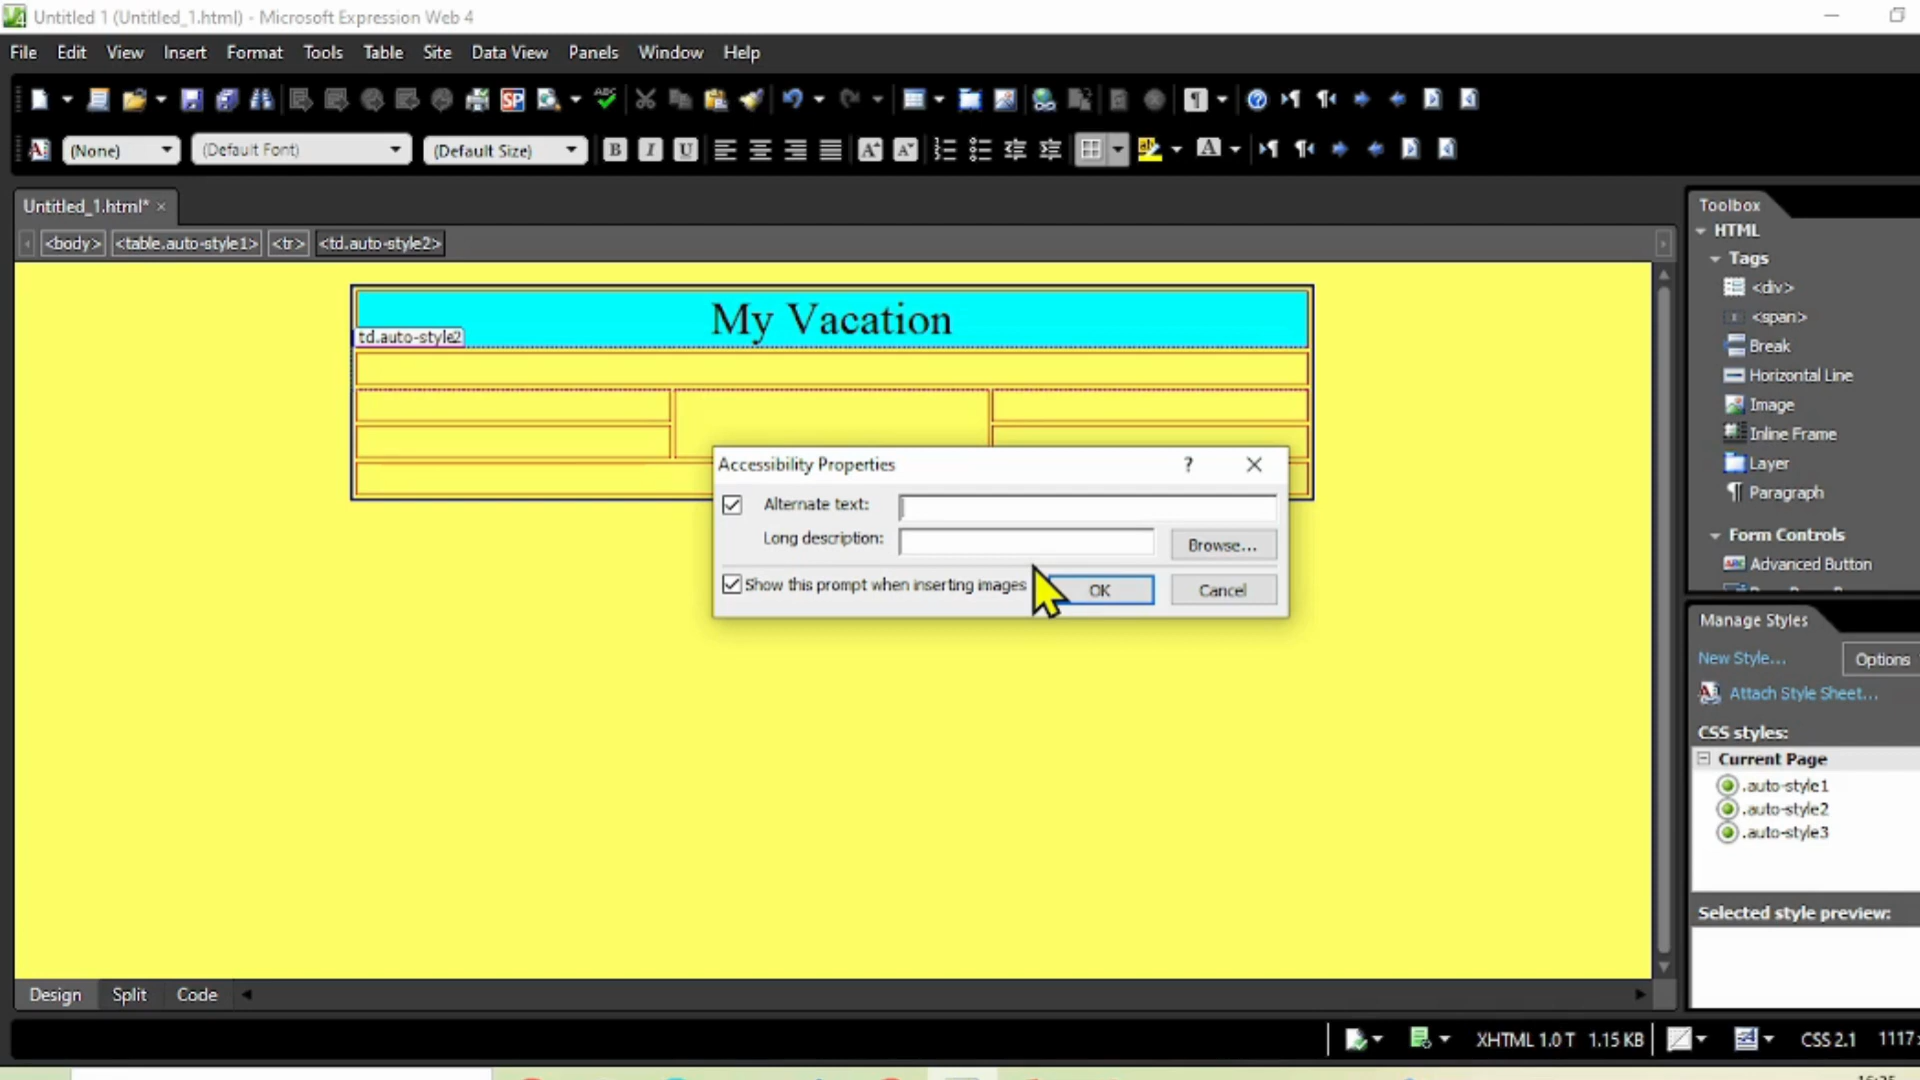 Untitled 1 (Untitled_1.html) - Microsoft Expression Web 4
File Edit View Insert Format Tools Table Site Data View Panels Window Help
(None) (Default Font) (Default Size)
Untitled_1.html*
<body> <table.auto-style1> <tr> <td.auto-style2>
My Vacation
td.auto-style2
Accessibility Properties
Alternate text:
Long description:
Browse...
Show this prompt when inserting images
OK
Cancel
Toolbox
HTML
Tags
<div>
<span>
Break
Horizontal Line
Image
Inline Frame
Layer
Paragraph
Form Controls
Advanced Button
Manage Styles
New Style...
Options
Attach Style Sheet...
CSS styles:
Current Page
.auto-style1
.auto-style2
.auto-style3
Selected style preview:
Design Split Code
XHTML 1.0 T 1.15 KB CSS 2.1 1117